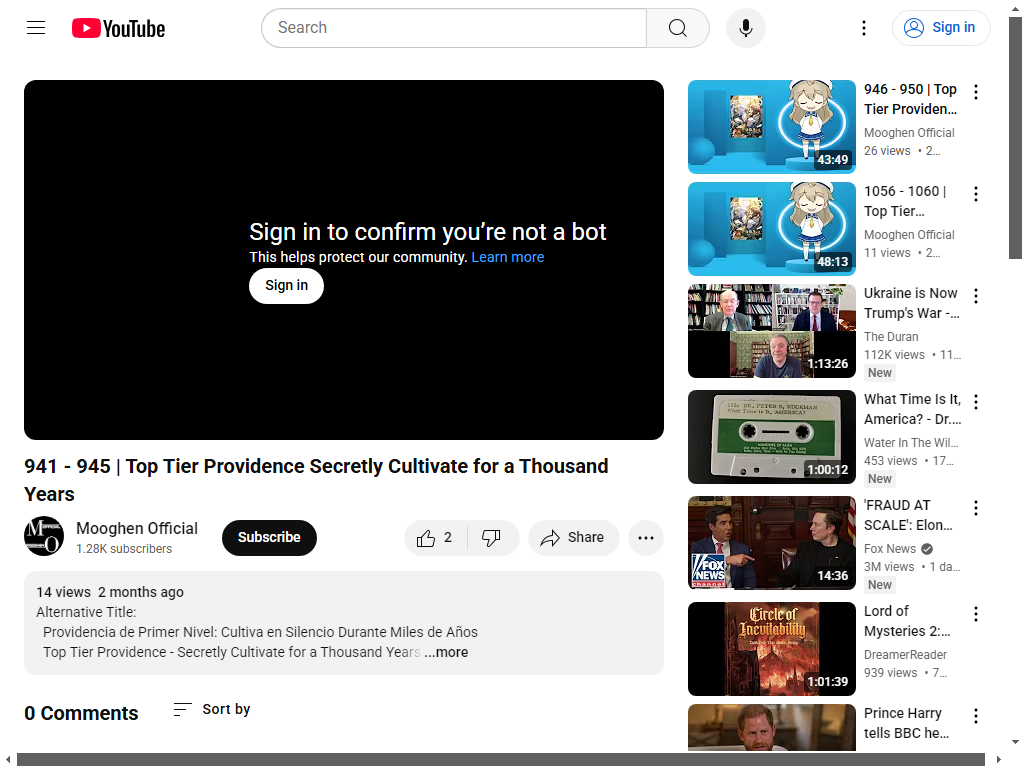 YouTube
Search
Sign in
Sign in to confirm you’re not a bot
This helps protect our community. Learn more
Sign in
941 - 945 | Top Tier Providence Secretly Cultivate for a Thousand
Years
Mooghen Official
1.28K subscribers
Subscribe
2
Share
14 views 2 months ago
Alternative Title:
Providencia de Primer Nivel: Cultiva en Silencio Durante Miles de Años
Top Tier Providence - Secretly Cultivate for a Thousand Years ...more
0 Comments
Sort by
43:49
946 - 950 | Top
Tier Providen...
Mooghen Official
26 views • 2...
48:13
1056 - 1060 |
Top Tier...
Mooghen Official
11 views • 2...
1:13:26
Ukraine is Now
Trump's War -...
The Duran
112K views • 11...
New
What Time is It, AMERICA?
1:00:12
What Time Is It,
America? - Dr....
Water In The Wil...
453 views • 17...
New
FOX
NEWS
channel
14:36
'FRAUD AT
SCALE': Elon...
Fox News
3M views • 1 da...
New
Circle of
Inevitability
1:01:39
Lord of
Mysteries 2:...
DreamerReader
939 views • 7...
Prince Harry
tells BBC he...